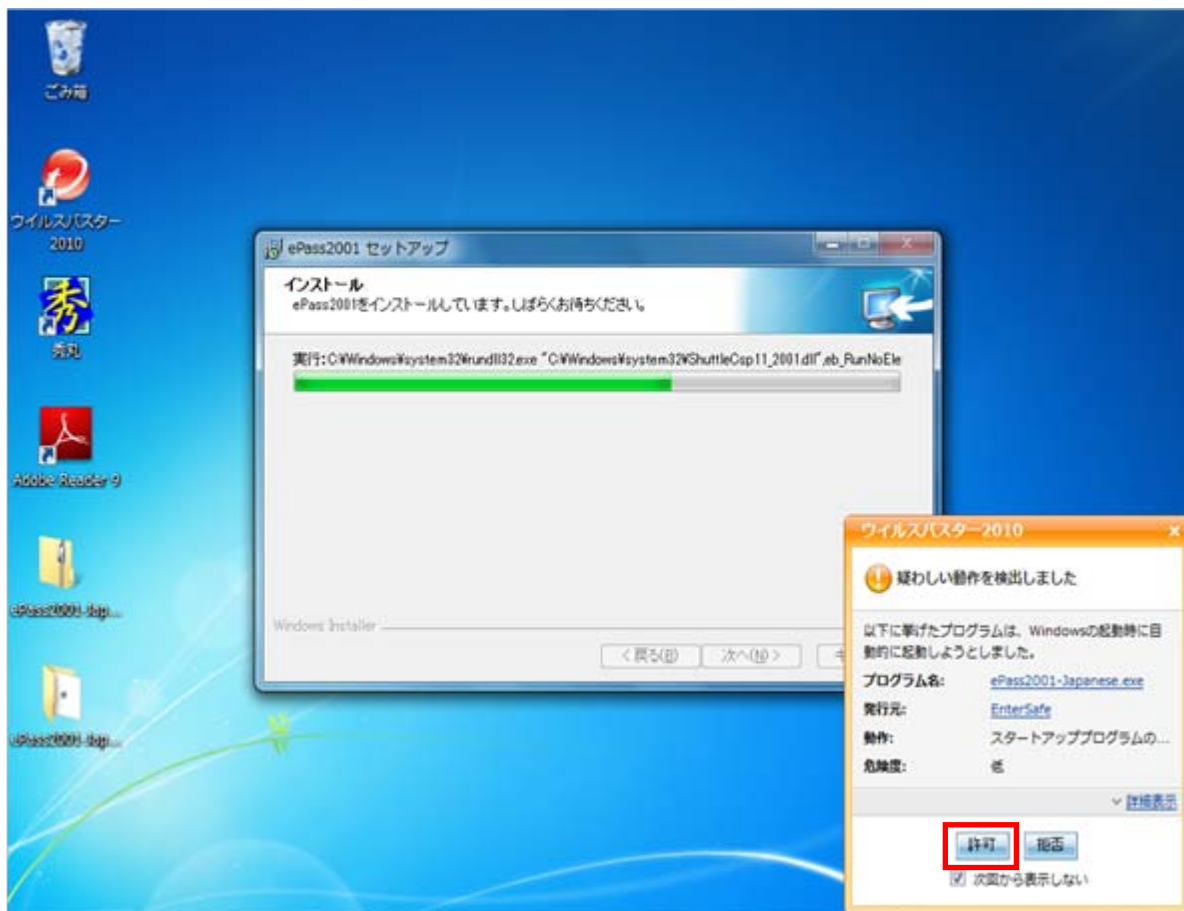 ごみ箱
ウイルスバスター
2010
秀
秀丸
Adobe Reader 9
ePass2001-Jap...
ePass2001-Jap...
ePass2001 セットアップ
インストール
ePass2001をインストールしています。しばらくお待ちください。
実行:C:¥Windows¥system32¥rundll32.exe "C:¥Windows¥system32¥ShuttleCsp11_2001.dll",eb_RunNoEle
Windows Installer
< 戻る(B)
次へ(N) >
キ
ウイルスバスター2010
疑わしい動作を検出しました
以下に挙げたプログラムは、Windowsの起動時に自
動的に起動しようとしました。
プログラム名: ePass2001-Japanese.exe
発行元: EnterSafe
動作: スタートアッププログラムの...
危険度: 低
詳細表示
許可 拒否
次回から表示しない